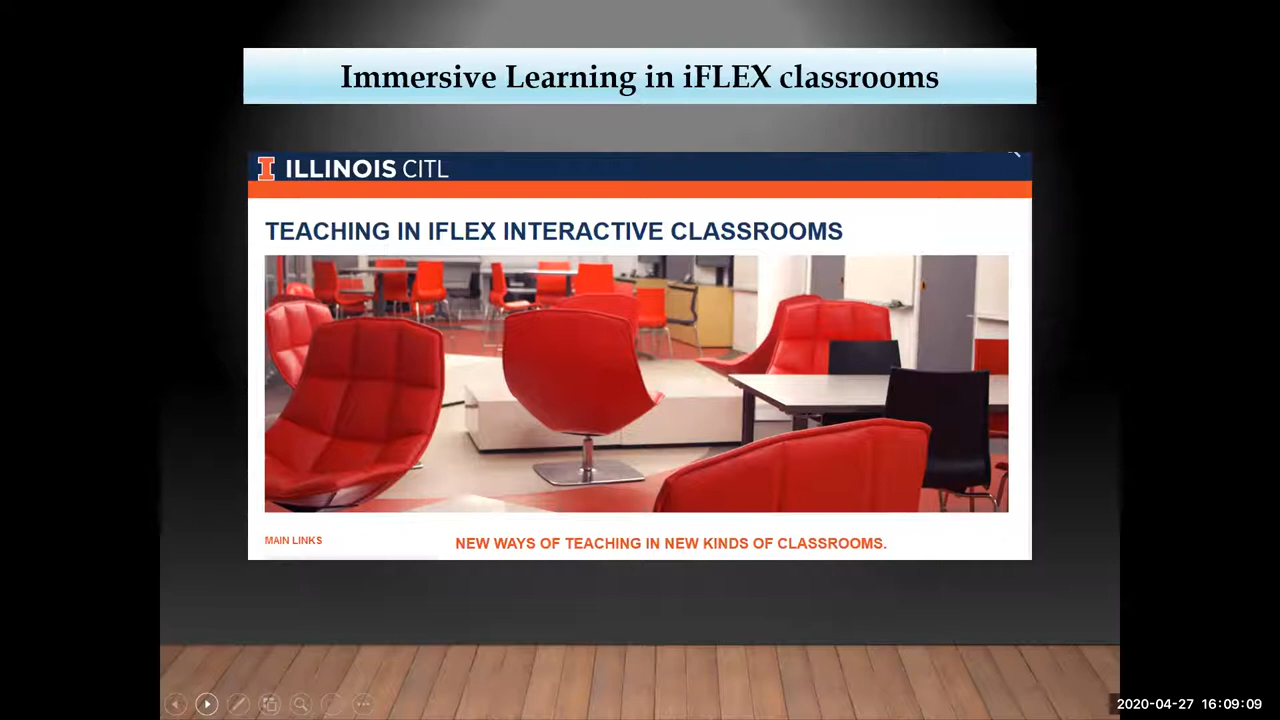 Immersive Learning in iFLEX classrooms
I ILLINOIS CITL
TEACHING IN IFLEX INTERACTIVE CLASSROOMS
MAIN LINKS
NEW WAYS OF TEACHING IN NEW KINDS OF CLASSROOMS.
2020-04-27 16:09:09